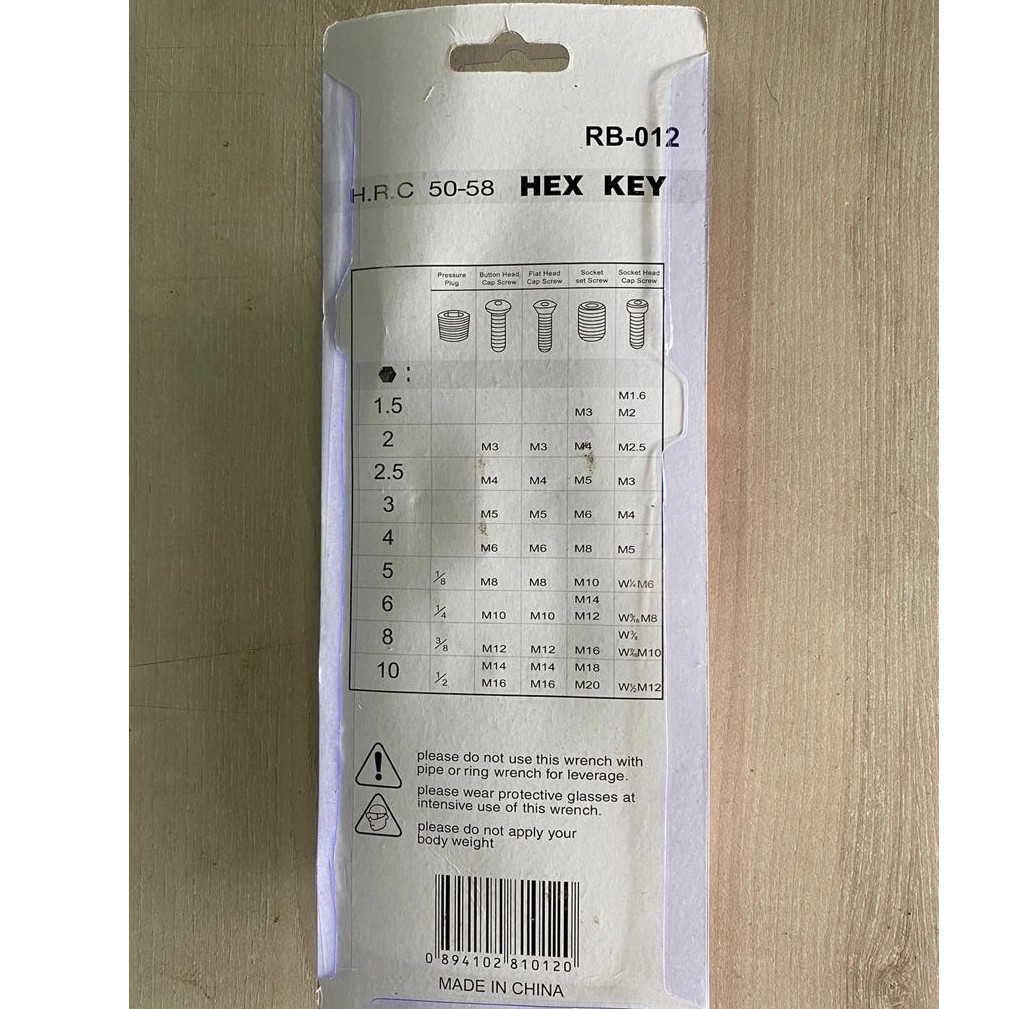 RB-012
H.R.C 50-58 HEX KEY
Pressure Plug Button Head Cap Screw Flat Head Cap Screw Socket set Screw Socket Head Cap Screw
:
M1.6
1.5 M3 M2
2 M3 M3 M4 M2.5
2.5 M4 M4 M5 M3
3 M5 M5 M6 M4
4 M6 M6 M8 M5
5 1/8 M8 M8 M10 W1/4 M6
M14
6 1/4 M10 M10 M12 W5/16 M8
W3/8
8 3/8 M12 M12 M16 M10
M14 M14 M18
10 1/2 M16 M16 M20 W1/2 M12
please do not use this wrench with
pipe or ring wrench for leverage.
please wear protective glasses at
intensive use of this wrench.
please do not apply your
body weight
0 894102 810120
MADE IN CHINA